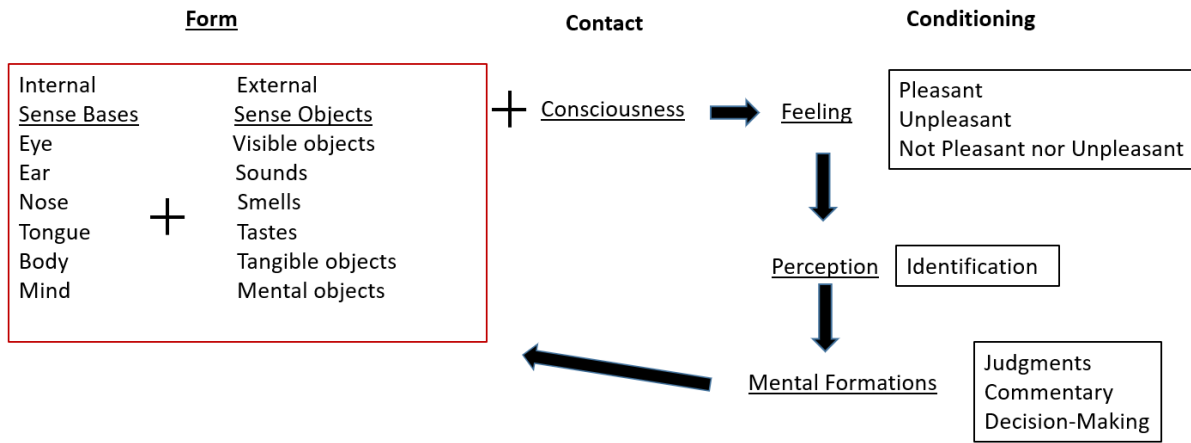 Form
Contact
Conditioning
Internal
Sense Bases
Eye
Ear
Nose
Tongue
Body
Mind
+
External
Sense Objects
Visible objects
Sounds
Smells
Tastes
Tangible objects
Mental objects
+
Consciousness
Feeling
Pleasant
Unpleasant
Not Pleasant nor Unpleasant
Perception
Identification
Mental Formations
Judgments
Commentary
Decision-Making